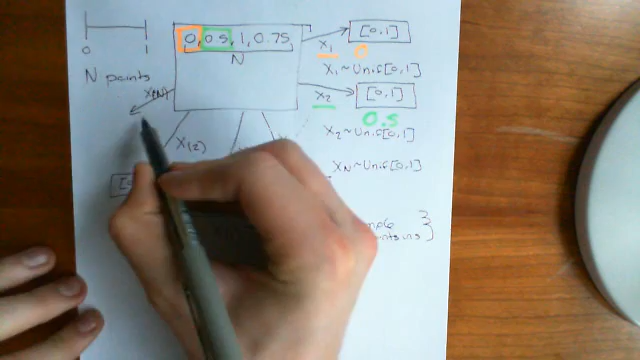 0 1
N points
0, 0.5, 1, 0.75
N
X1
[0,1]
0
X1~Unif[0,1]
X2
[0,1]
0.5
X2~Unif[0,1]
XN~Unif[0,1]
X(N)
X(2)